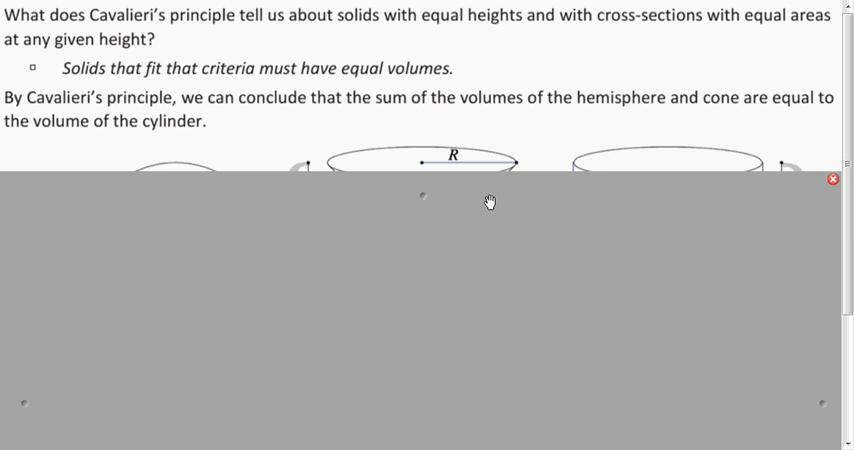 What does Cavalieri's principle tell us about solids with equal heights and with cross-sections with equal areas
at any given height?
Solids that fit that criteria must have equal volumes.
By Cavalieri's principle, we can conclude that the sum of the volumes of the hemisphere and cone are equal to
the volume of the cylinder.
R